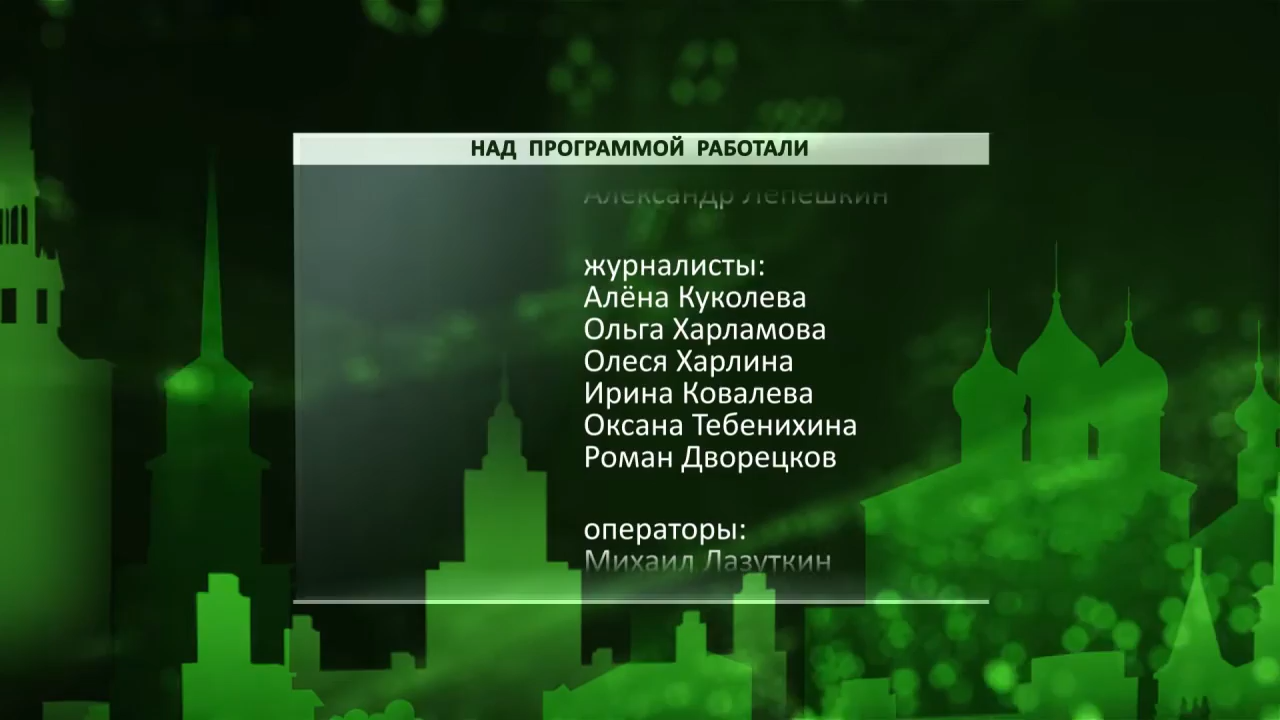 НАД ПРОГРАММОЙ РАБОТАЛИ
Александр Лепешкин
журналисты:
Алёна Куколева
Ольга Харламова
Олеся Харлина
Ирина Ковалева
Оксана Тебенихина
Роман Дворецков
операторы:
Михаил Лазуткин